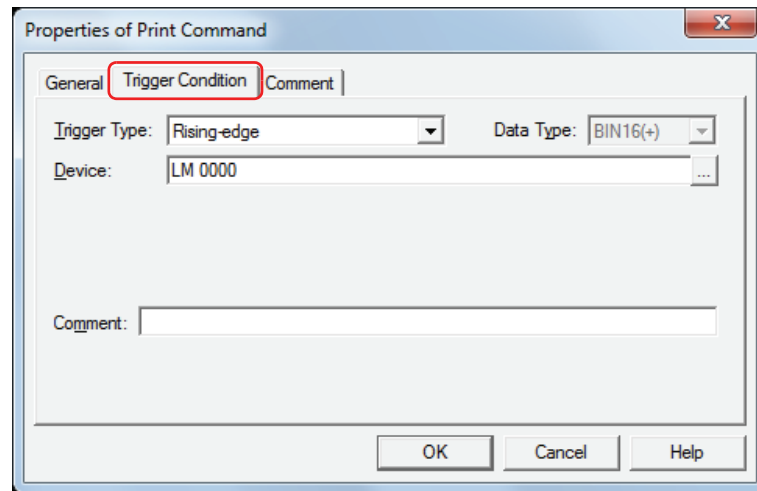 Properties of Print Command
General Trigger Condition Comment
Trigger Type: Rising-edge Data Type: BIN16(+)
Device: LM 0000 ...
Comment:
OK Cancel Help